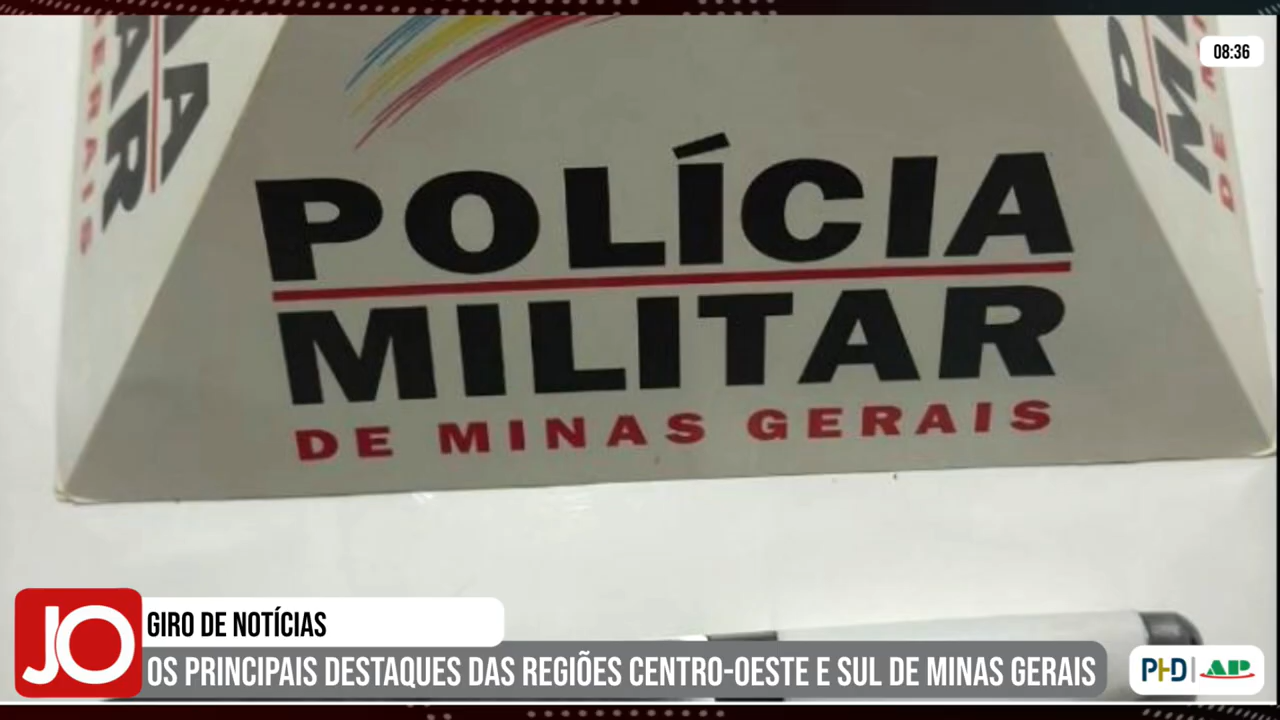 08:36
POLÍCIA
MILITAR
DE MINAS GERAIS
JO
GIRO DE NOTÍCIAS
OS PRINCIPAIS DESTAQUES DAS REGIÕES CENTRO-OESTE E SUL DE MINAS GERAIS
PHD | AP